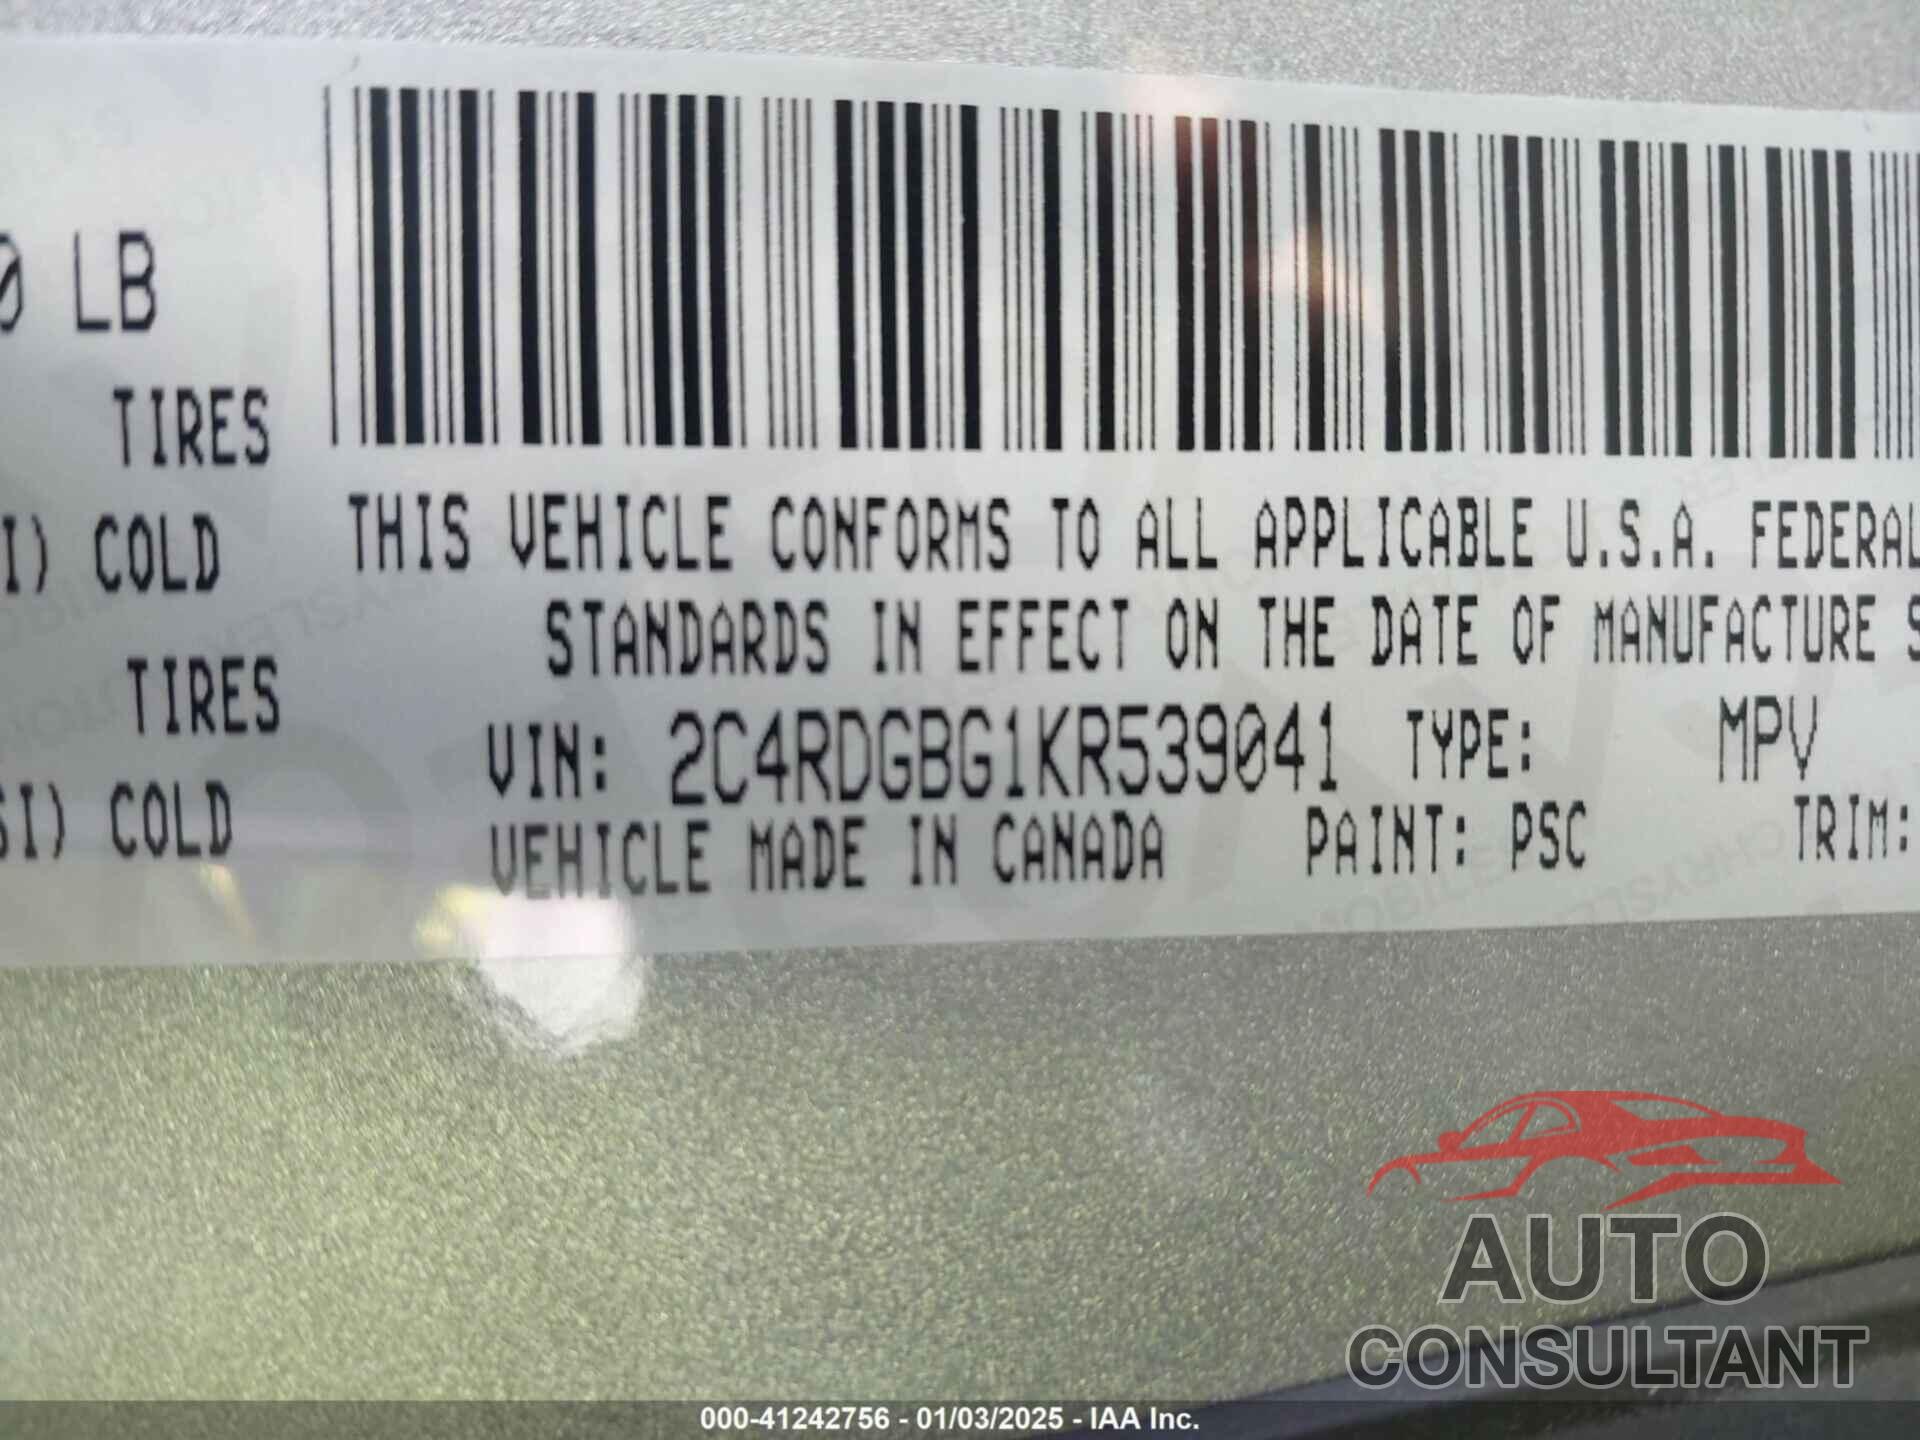 0 LB
TIRES
I) COLD
TIRES
SI) COLD
THIS VEHICLE CONFORMS TO ALL APPLICABLE U.S.A. FEDERAL
STANDARDS IN EFFECT ON THE DATE OF MANUFACTURE S
VIN: 2C4RDGBG1KR539041 TYPE: MPV
VEHICLE MADE IN CANADA PAINT: PSC TRIM:
AUTO
CONSULTANT
000-41242756 - 01/03/2025 - IAA Inc.